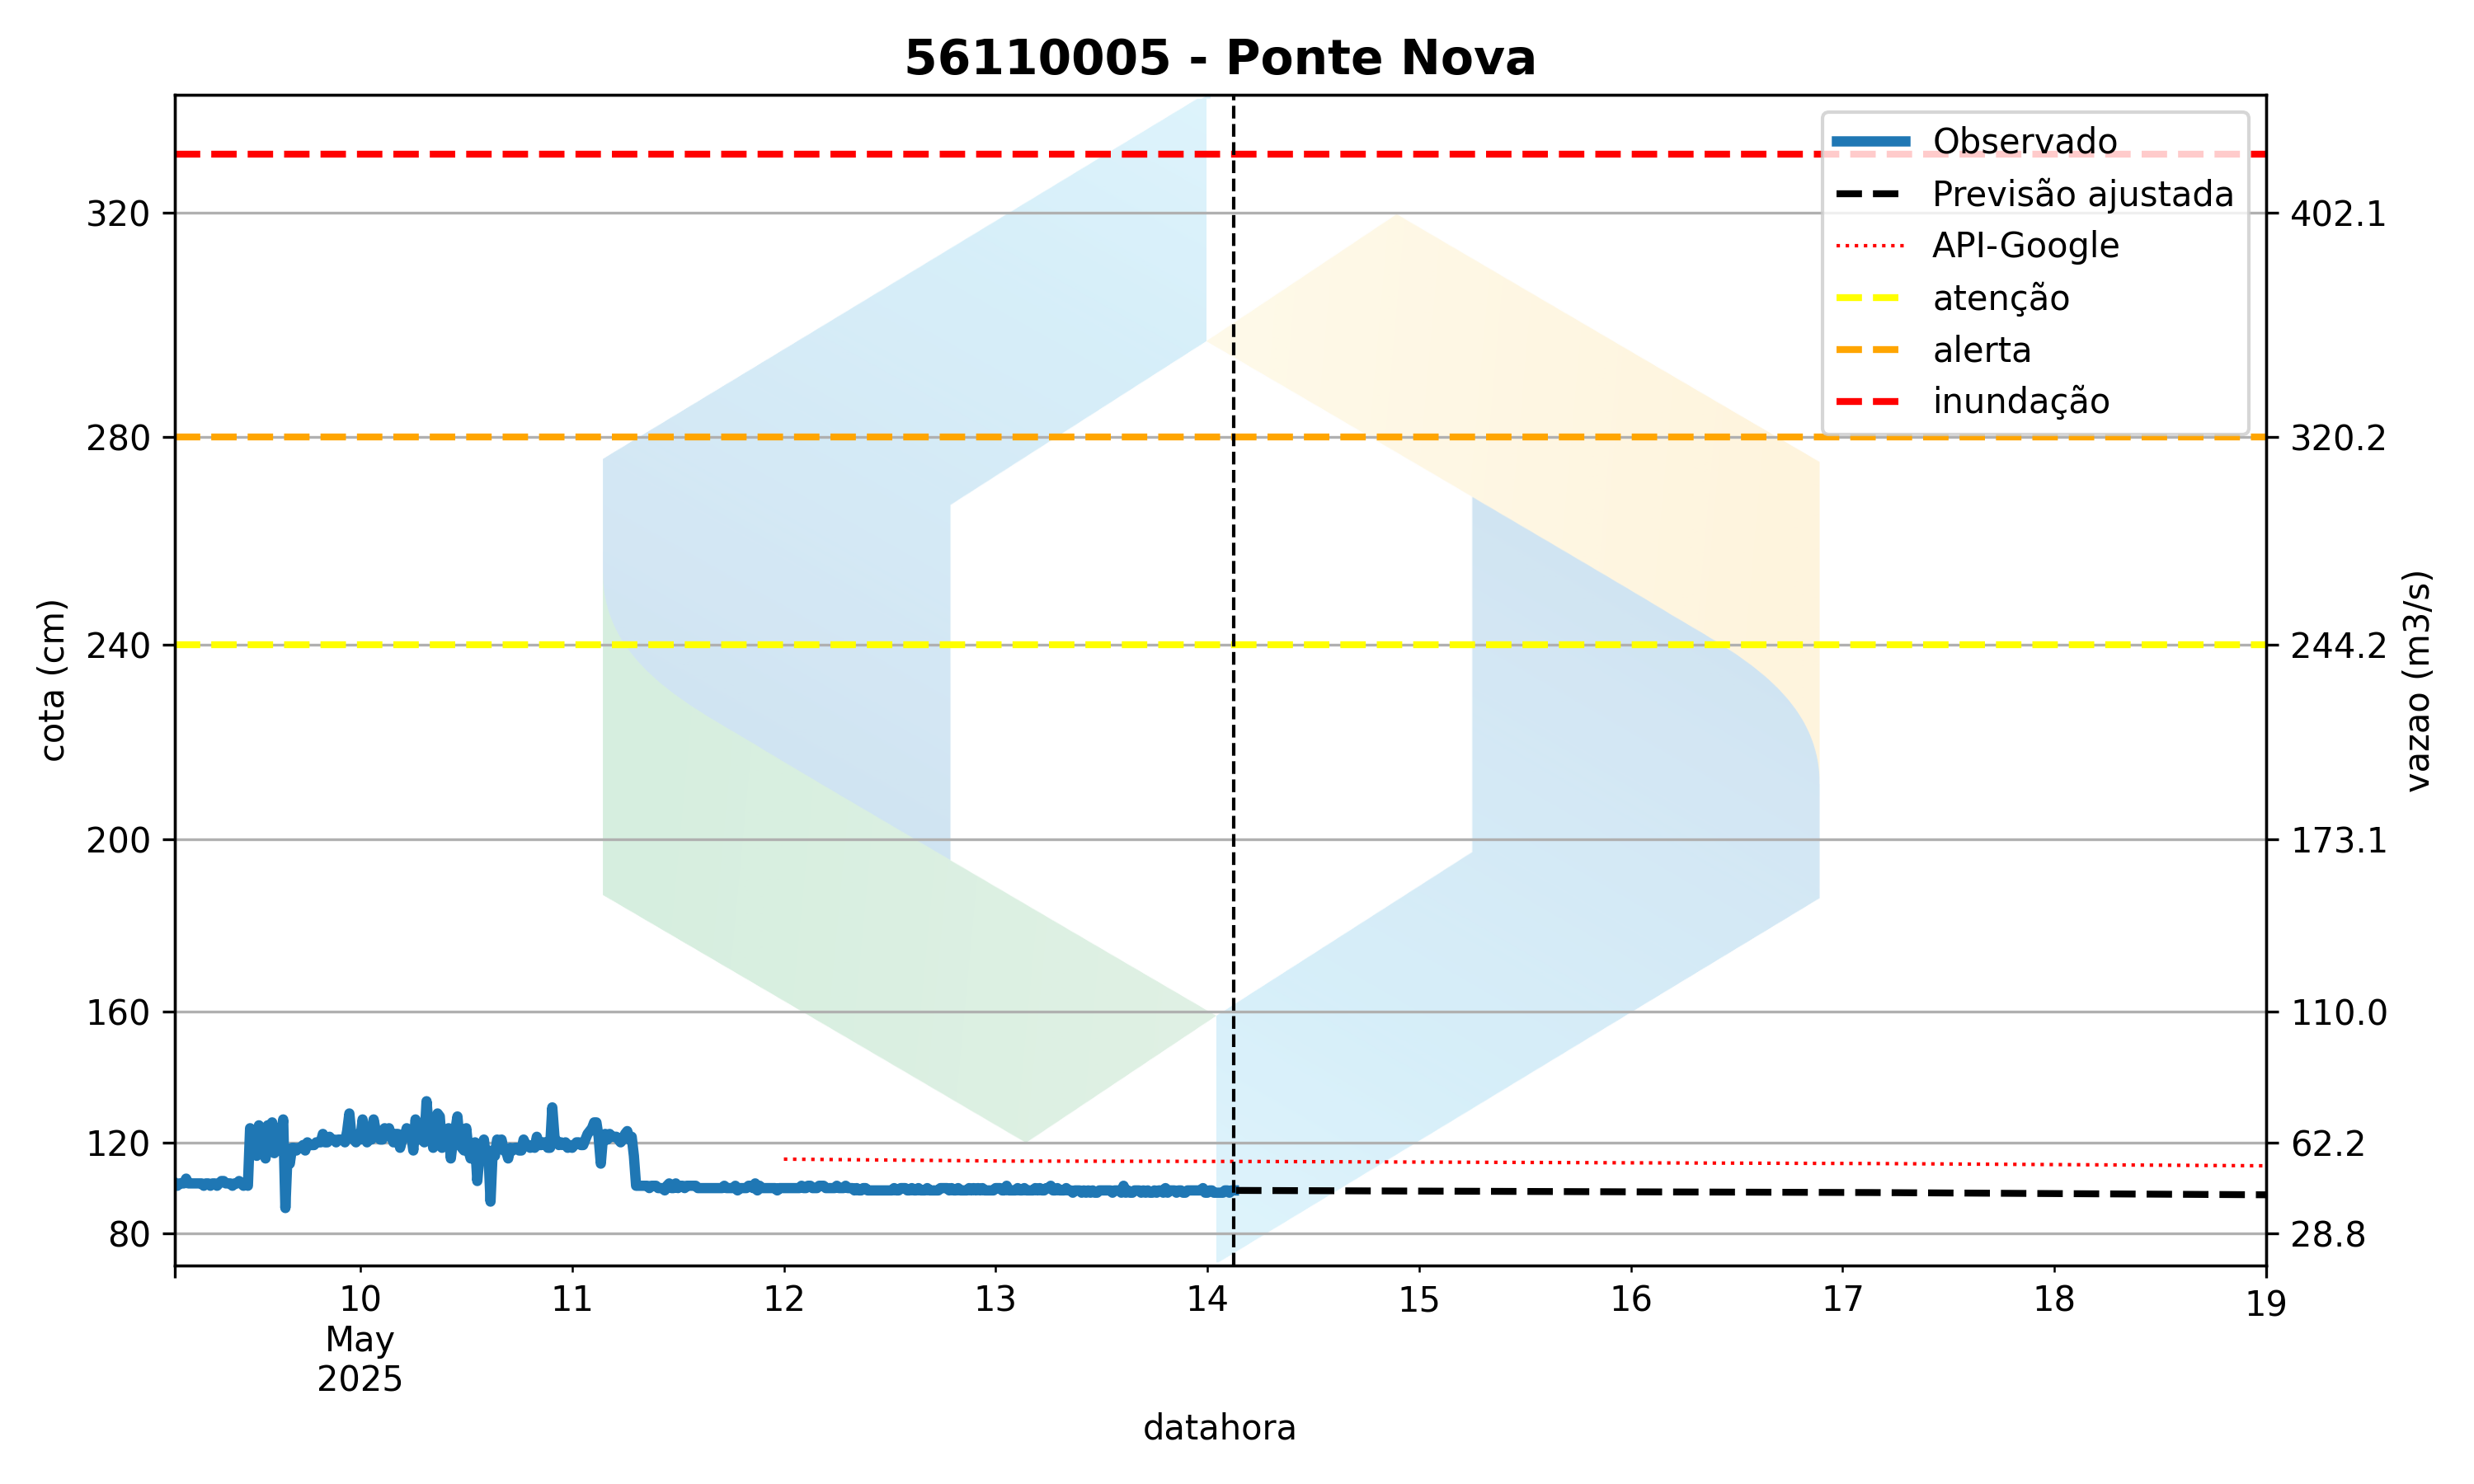 56110005 - Ponte Nova
Observado
Previsão ajustada
API-Google
atenção
alerta
inundação
320
280
240
200
160
120
80
cota (cm)
402.1
320.2
244.2
173.1
110.0
62.2
28.8
vazao (m3/s)
10
May
2025
11
12
13
14
15
16
17
18
19
datahora